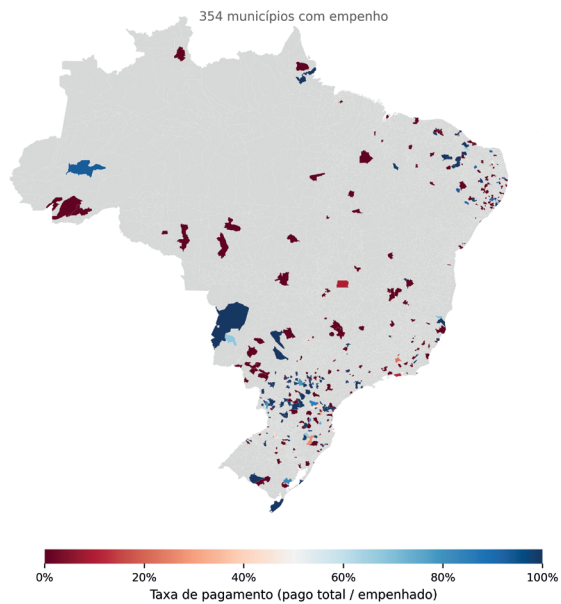 354 municípios com empenho
0% 20% 40% 60% 80% 100%
Taxa de pagamento (pago total / empenhado)